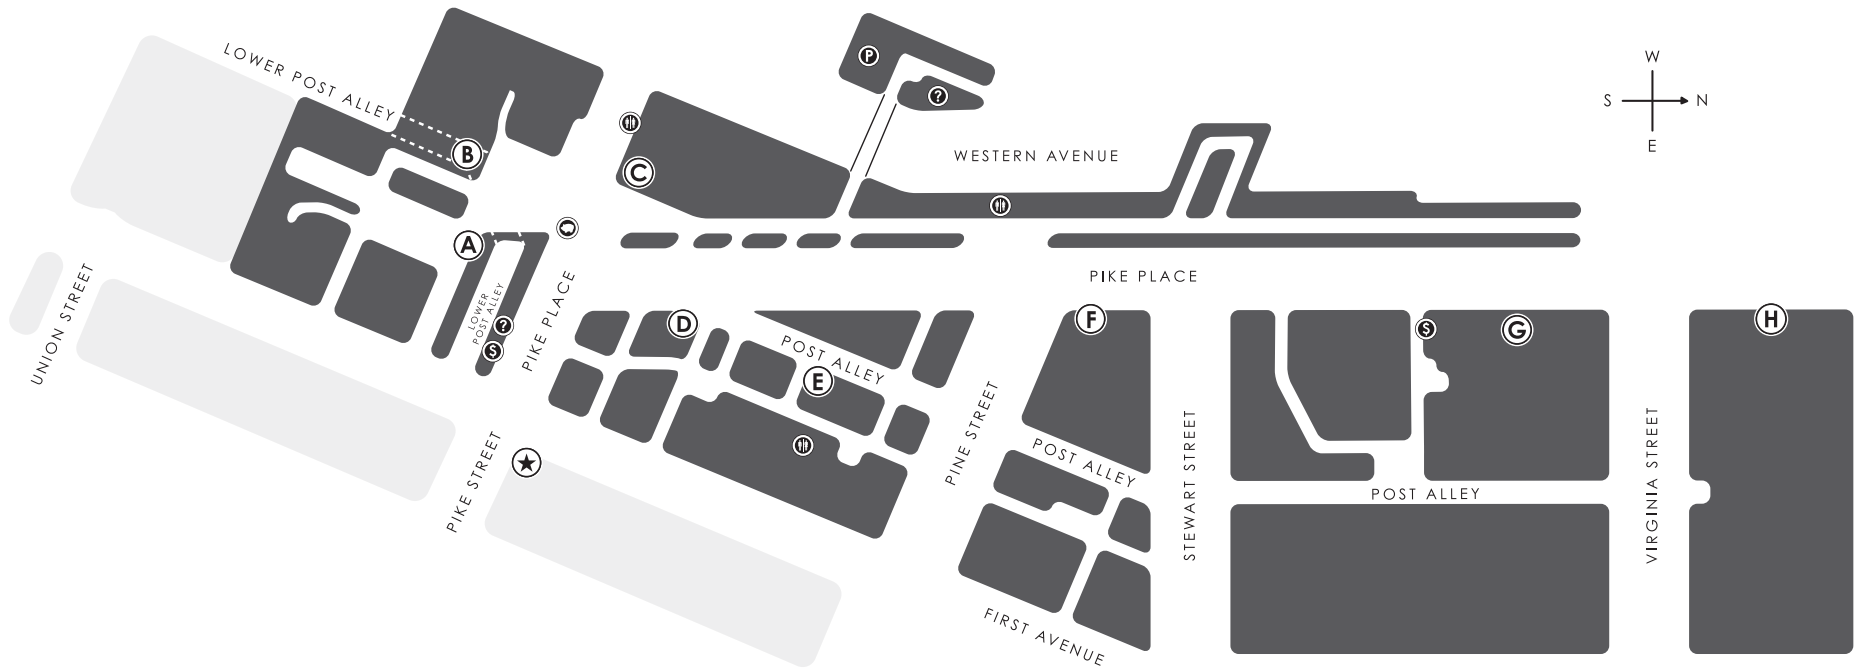 LOWER POST ALLEY
P
?
W
S
N
E
WESTERN AVENUE
B
C
A
LOWER
POST ALLEY
?
$
PIKE PLACE
PIKE PLACE
UNION STREET
D
POST ALLEY
E
F
$
G
H
PIKE STREET
PINE STREET
POST ALLEY
STEWART STREET
POST ALLEY
VIRGINIA STREET
FIRST AVENUE